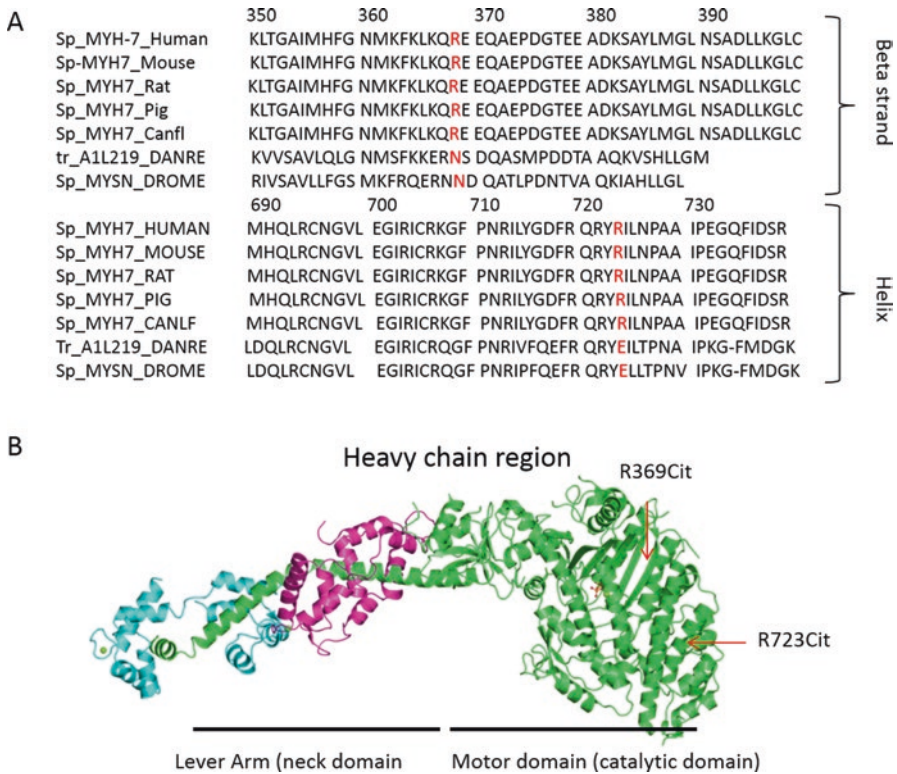 A
350 360 370 380 390
Sp_MYH-7_Human KLTGAIMHFG NMKFKLKQRE EQAEPDGTEE ADKSAYLMGL NSADLLKGLC
Sp-MYH7_Mouse KLTGAIMHFG NMKFKLKQRE EQAEPDGTEE ADKSAYLMGL NSADLLKGLC
Sp_MYH7_Rat KLTGAIMHFG NMKFKLKQRE EQAEPDGTEE ADKSAYLMGL NSADLLKGLC
Sp_MYH7_Pig KLTGAIMHFG NMKFKLKQRE EQAEPDGTEE ADKSAYLMGL NSADLLKGLC
Sp_MYH7_Canfl KLTGAIMHFG NMKFKLKQRE EQAEPDGTEE ADKSAYLMGL NSADLLKGLC
tr_A1L219_DANRE KVVSAVLQLG NMSFKKERNS DQASMPDDTA AQKVSHLLGM
Sp_MYSN_DROME RIVSAVLLFGS MKFRQERNND QATLPDNTVA QKIAHLLGL
Beta strand
690 700 710 720 730
Sp_MYH7_HUMAN MHQLRCNGVL EGIRICRKGF PNRILYGDFR QRYRILNPAA IPEGQFIDSR
Sp_MYH7_MOUSE MHQLRCNGVL EGIRICRKGF PNRILYGDFR QRYRILNPAA IPEGQFIDSR
Sp_MYH7_RAT MHQLRCNGVL EGIRICRKGF PNRILYGDFR QRYRILNPAA IPEGQFIDSR
Sp_MYH7_PIG MHQLRCNGVL EGIRICRKGF PNRILYGDFR QRYRILNPAA IPEGQFIDSR
Sp_MYH7_CANLF MHQLRCNGVL EGIRICRKGF PNRILYGDFR QRYRILNPAA IPEGQFIDSR
Tr_A1L219_DANRE LDQLRCNGVL EGIRICRQGF PNRIVFQEFR QRYEILTPNA IPKG-FMDGK
Sp_MYSN_DROME LDQLRCNGVL EGIRICRQGF PNRIPFQEFR QRYELLTPNV IPKG-FMDGK
Helix
B
Heavy chain region
R369Cit
R723Cit
Lever Arm (neck domain
Motor domain (catalytic domain)